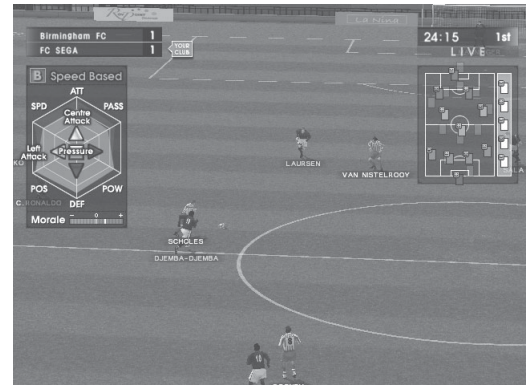 Birmingham FC 1
FC SEGA 1
YOUR CLUB
24:15 1st
LIVE
B Speed Based
ATT
SPD
PASS
Centre Attack
Left Attack
Pressure
POS
POW
C. RONALDO
DEF
Morale - 0 +
LAURSEN
VAN NISTELROOY
SCHOLES
DJEMBA-DJEMBA